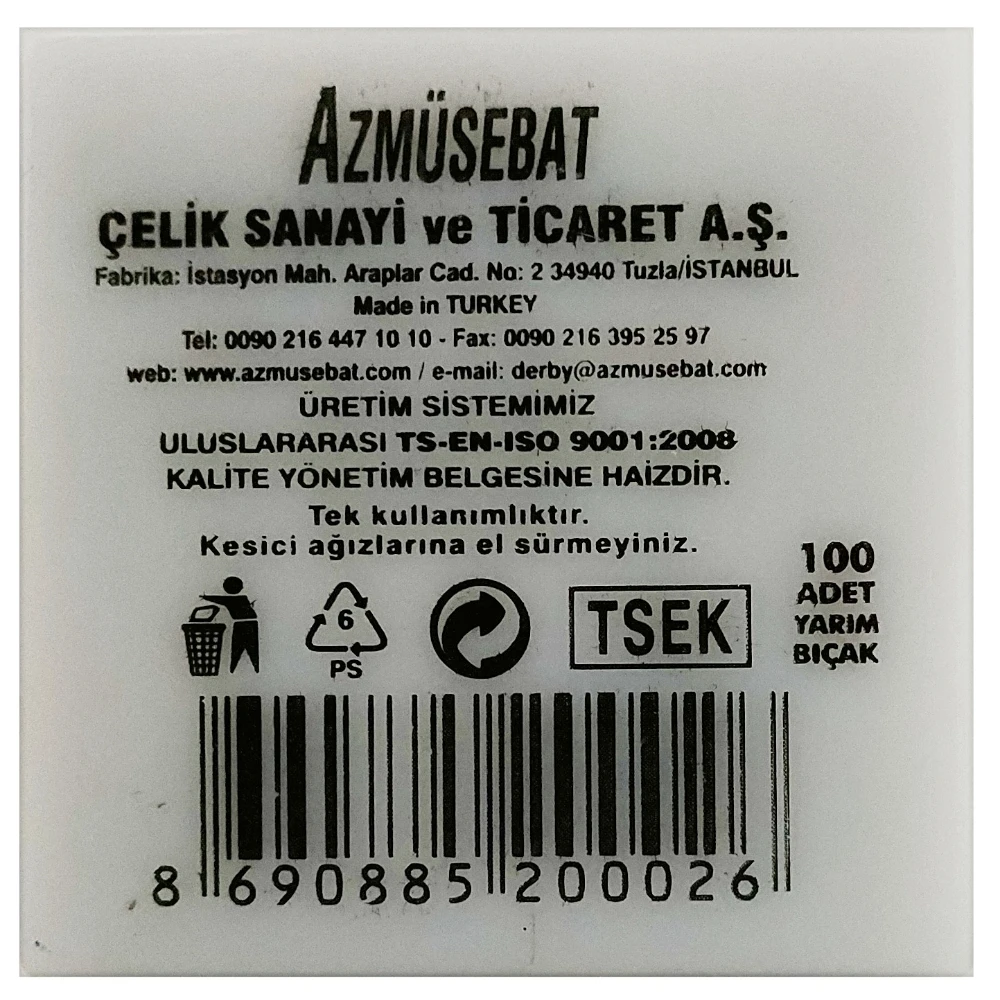 AZMÜSEBAT
ÇELİK SANAYİ ve TİCARET A.Ş.
Fabrika: İstasyon Mah. Araplar Cad. No: 2 34940 Tuzla/İSTANBUL
Made in TURKEY
Tel: 0090 216 447 10 10 - Fax: 0090 216 395 25 97
web: www.azmusebat.com / e-mail: derby@azmusebat.com
ÜRETİM SİSTEMİMİZ
ULUSLARARASI TS-EN-ISO 9001:2008
KALİTE YÖNETİM BELGESİNE HAİZDİR.
Tek kullanımlıktır.
Kesici ağızlarına el sürmeyiniz.
6
PS
TSEK
100
ADET
YARIM
BIÇAK
8 690885 200026